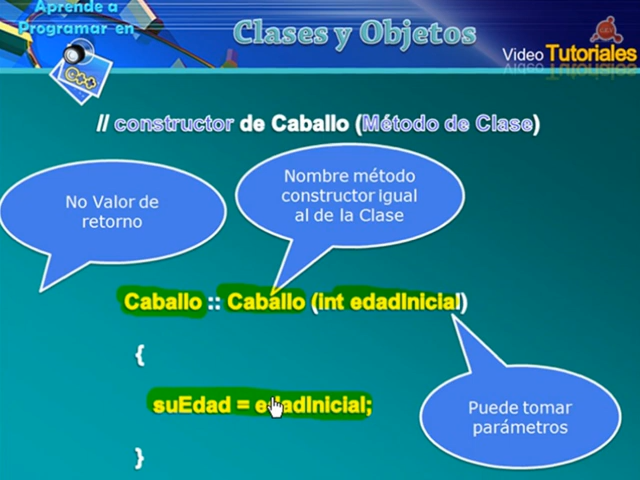 Aprende a
Programar en
C++
Clases y Objetos
Video Tutoriales
// constructor de Caballo (Método de Clase)
No Valor de
retorno
Nombre método
constructor igual
al de la Clase
Caballo :: Caballo (int edadInicial)
{
suEdad = edadInicial;
}
Puede tomar
parámetros